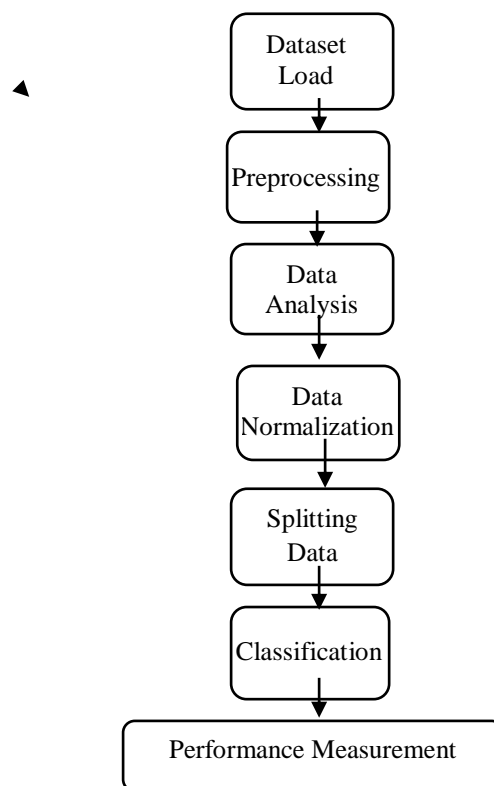 Dataset
Load
Preprocessing
Data
Analysis
Data
Normalization
Splitting
Data
Classification
Performance Measurement